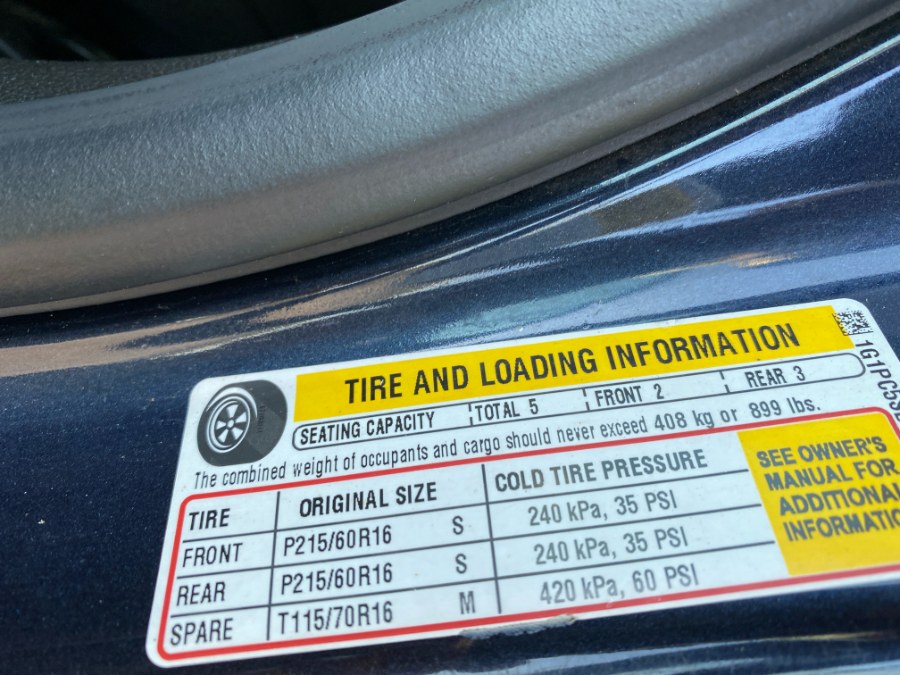 TIRE AND LOADING INFORMATION
SEATING CAPACITY TOTAL 5 FRONT 2 REAR 3
The combined weight of occupants and cargo should never exceed 408 kg or 899 lbs.
TIRE ORIGINAL SIZE COLD TIRE PRESSURE
FRONT P215/60R16 S 240 kPa, 35 PSI
REAR P215/60R16 S 240 kPa, 35 PSI
SPARE T115/70R16 M 420 kPa, 60 PSI
SEE OWNER'S
MANUAL FOR
ADDITIONAL
INFORMATIO
1G1PC5S